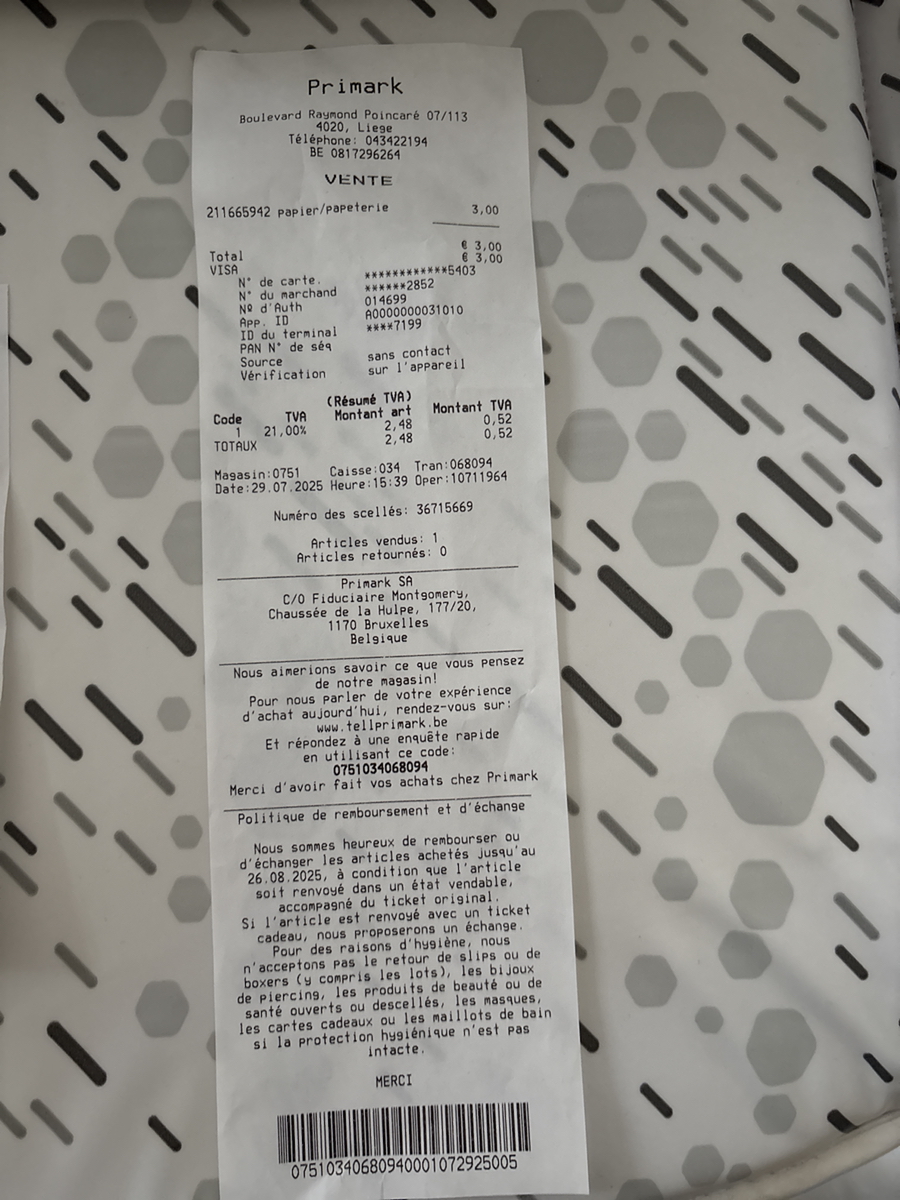 Primark
Boulevard Raymond Poincaré 07/113
4020, Liege
Téléphone: 043422194
BE 0817296264
VENTE
211665942 papier/papeterie 3,00
Total € 3,00
VISA € 3,00
N° de carte. ************5403
N° du marchand ******2852
Nº d'Auth 014699
App. ID A0000000031010
ID du terminal ****7199
PAN N° de séq
Source sans contact
Vérification sur l'appareil
(Résumé TVA)
Code TVA Montant art Montant TVA
1 21,00% 2,48 0,52
TOTAUX 2,48 0,52
Magasin:0751 Caisse:034 Tran:068094
Date:29.07.2025 Heure:15:39 Oper:10711964
Numéro des scellés: 36715669
Articles vendus: 1
Articles retournés: 0
Primark SA
C/O Fiduciaire Montgomery,
Chaussée de la Hulpe, 177/20,
1170 Bruxelles
Belgique
Nous aimerions savoir ce que vous pensez
de notre magasin!
Pour nous parler de votre expérience
d'achat aujourd'hui, rendez-vous sur:
www.tellprimark.be
Et répondez à une enquête rapide
en utilisant ce code:
0751034068094
Merci d'avoir fait vos achats chez Primark
Politique de remboursement et d'échange
Nous sommes heureux de rembourser ou
d'échanger les articles achetés jusqu'au
26.08.2025, à condition que l'article
soit renvoyé dans un état vendable,
accompagné du ticket original.
Si l'article est renvoyé avec un ticket
cadeau, nous proposerons un échange.
Pour des raisons d'hygiène, nous
n'acceptons pas le retour de slips ou de
boxers (y compris les lots), les bijoux
de piercing, les produits de beauté ou de
santé ouverts ou descellés, les masques,
les cartes cadeaux ou les maillots de bain
si la protection hygiénique n'est pas
intacte.
MERCI
07510340680940001072925005